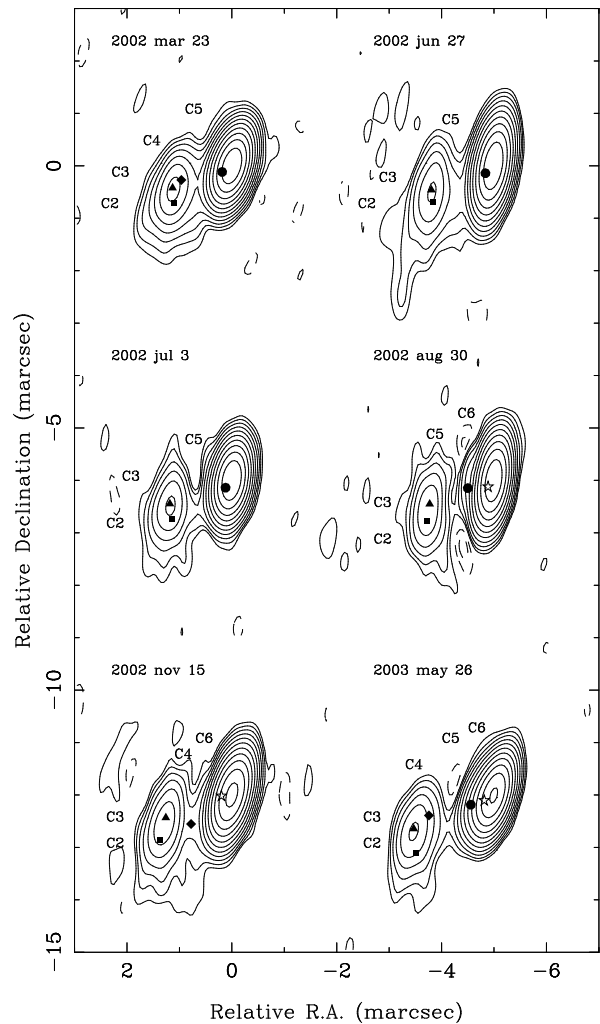 2002 mar 23
2002 jun 27
C5
C4
C3
C2
C5
C3
C2
0
2002 jul 3
2002 aug 30
C5
C3
C2
C6
C5
C3
C2
−5
Relative Declination (marcsec)
2002 nov 15
2003 may 26
C6
C4
C3
C2
C6
C5
C4
C3
C2
−10
−15
2
0
−2
−4
−6
Relative R.A. (marcsec)